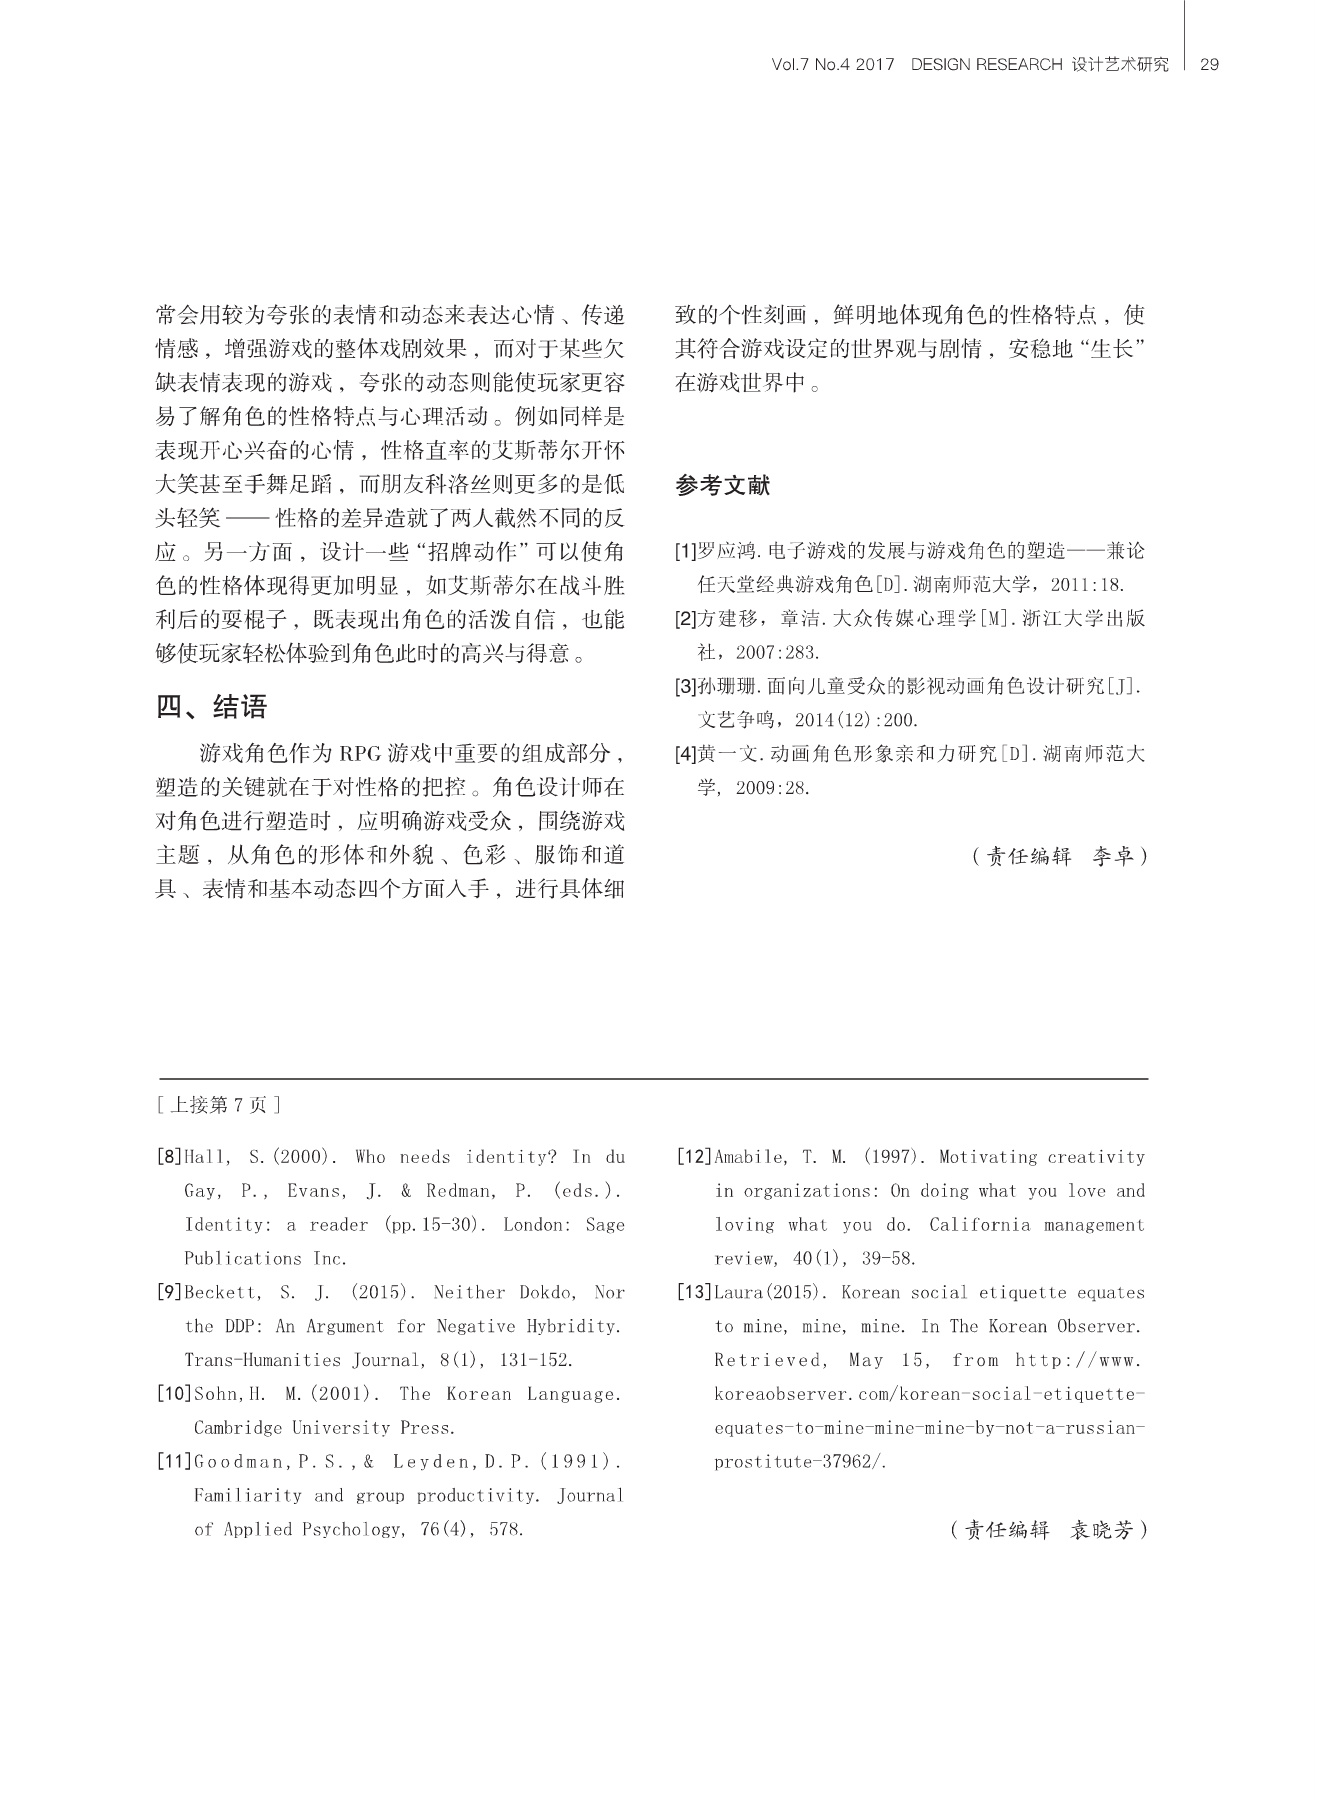 Vol.7 No.4 2017 DESIGN RESEARCH 设计艺术研究 29
常会用较为夸张的表情和动态来表达心情、传递
情感，增强游戏的整体戏剧效果，而对于某些欠
缺表情表现的游戏，夸张的动态则能使玩家更容
易了解角色的性格特点与心理活动。例如同样是
表现开心兴奋的心情，性格直率的艾斯蒂尔开怀
大笑甚至手舞足蹈，而朋友科洛丝则更多的是低
头轻笑——性格的差异造就了两人截然不同的反
应。另一方面，设计一些“招牌动作”可以使角
色的性格体现得更加明显，如艾斯蒂尔在战斗胜
利后的耍棍子，既表现出角色的活泼自信，也能
够使玩家轻松体验到角色此时的高兴与得意。
四、结语
游戏角色作为 RPG 游戏中重要的组成部分，
塑造的关键就在于对性格的把控。角色设计师在
对角色进行塑造时，应明确游戏受众，围绕游戏
主题，从角色的形体和外貌、色彩、服饰和道
具、表情和基本动态四个方面入手，进行具体细
致的个性刻画，鲜明地体现角色的性格特点，使
其符合游戏设定的世界观与剧情，安稳地“生长”
在游戏世界中。
参考文献
[1]罗应鸿.电子游戏的发展与游戏角色的塑造——兼论
任天堂经典游戏角色[D].湖南师范大学，2011:18.
[2]方建移，章洁.大众传媒心理学[M].浙江大学出版
社，2007:283.
[3]孙珊珊.面向儿童受众的影视动画角色设计研究[J].
文艺争鸣，2014(12):200.
[4]黄一文.动画角色形象亲和力研究[D].湖南师范大
学，2009:28.
（责任编辑 李卓）
[ 上接第 7 页 ]
[8]Hall, S.(2000). Who needs identity? In du
Gay, P., Evans, J. & Redman, P. (eds.).
Identity: a reader (pp.15-30). London: Sage
Publications Inc.
[9]Beckett, S. J. (2015). Neither Dokdo, Nor
the DDP: An Argument for Negative Hybridity.
Trans-Humanities Journal, 8(1), 131-152.
[10]Sohn,H. M.(2001). The Korean Language.
Cambridge University Press.
[11]Goodman,P.S.,& Leyden,D.P.(1991).
Familiarity and group productivity. Journal
of Applied Psychology, 76(4), 578.
[12]Amabile, T. M. (1997). Motivating creativity
in organizations: On doing what you love and
loving what you do. California management
review, 40(1), 39-58.
[13]Laura(2015). Korean social etiquette equates
to mine, mine, mine. In The Korean Observer.
Retrieved, May 15, from http://www.
koreaobserver.com/korean-social-etiquette-
equates-to-mine-mine-mine-by-not-a-russian-
prostitute-37962/.
（责任编辑 袁晓芳）